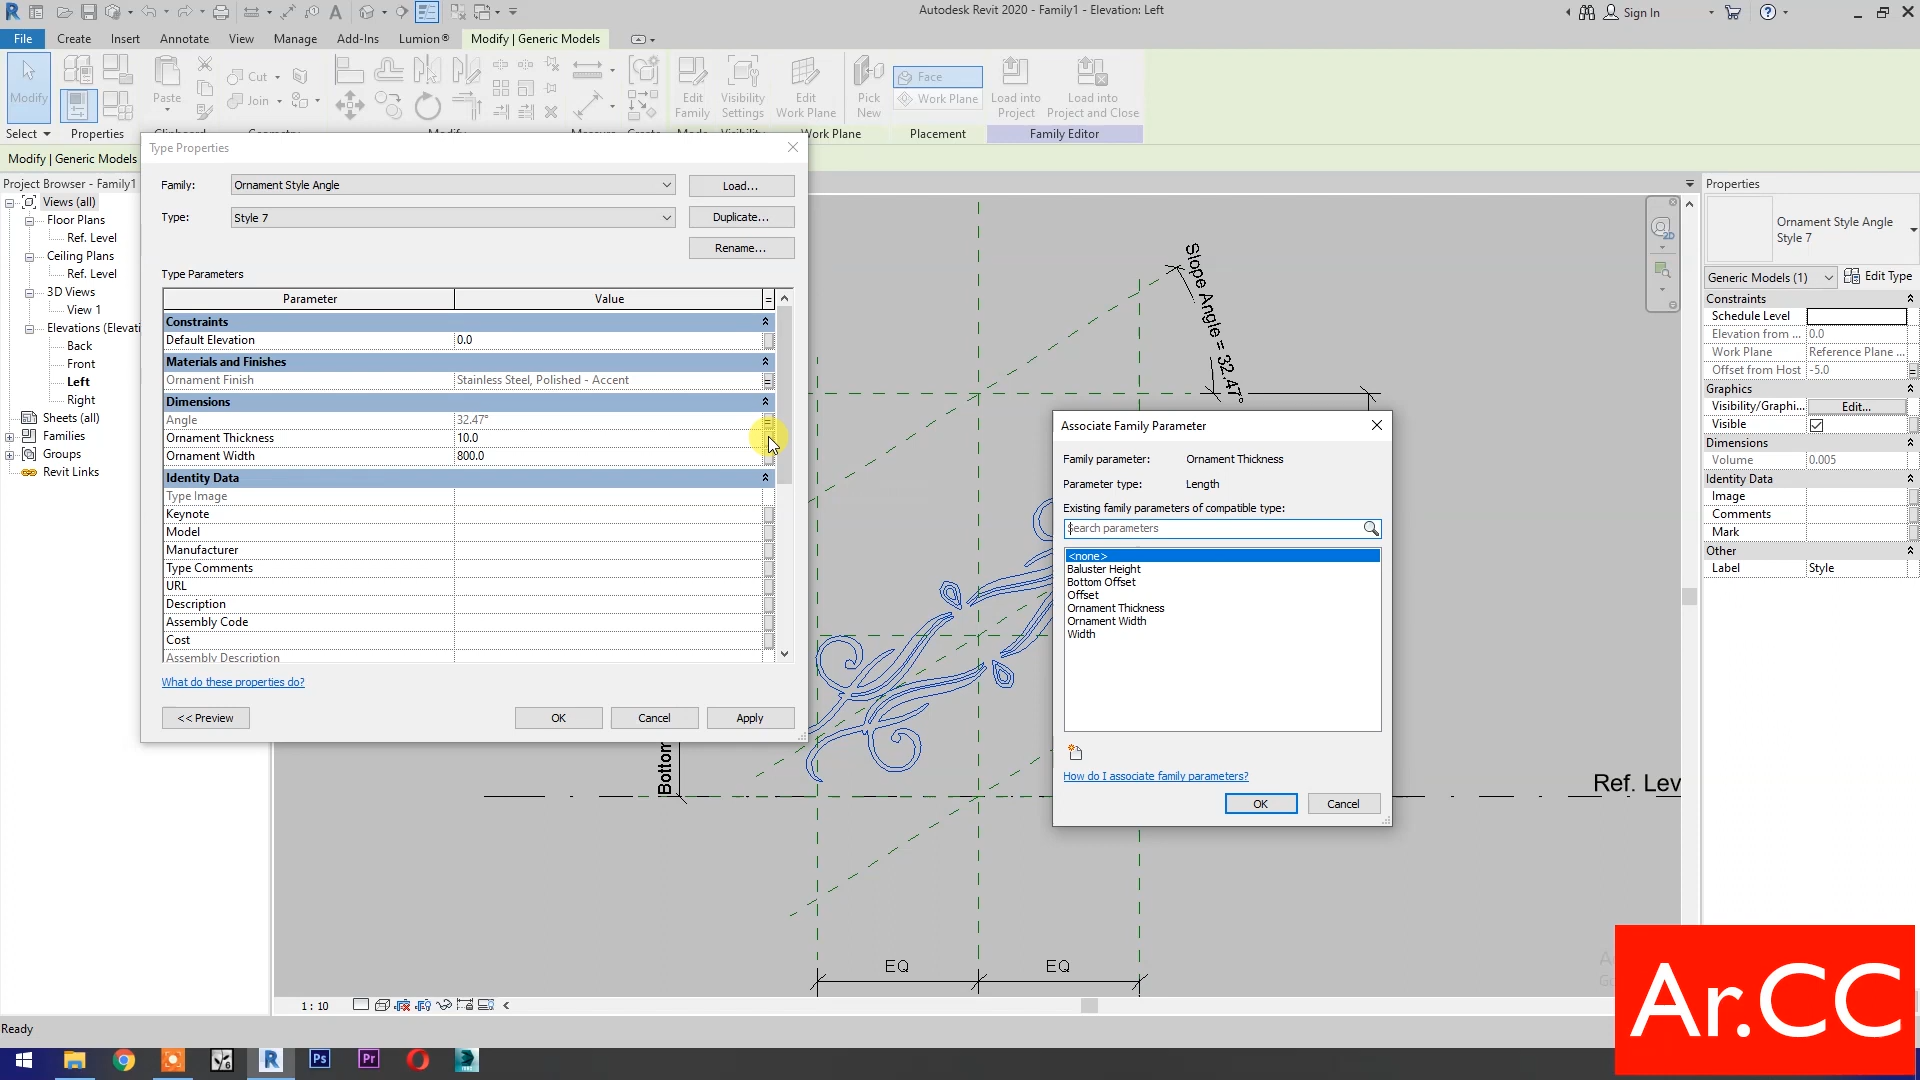 Autodesk Revit 2020 - Family1 - Elevation: Left
Sign In
File Create Insert Annotate View Manage Add-Ins Lumion® Modify | Generic Models
Modify
Paste
Cut
Join
Edit Family
Visibility Settings
Edit Work Plane
Pick New
Face
Work Plane
Load into Project
Load into Project and Close
Select Properties
Work Plane
Placement
Family Editor
Modify | Generic Models
Project Browser - Family1
Views (all)
Floor Plans
Ref. Level
Ceiling Plans
Ref. Level
3D Views
View 1
Elevations (Elevati
Back
Front
Left
Right
Sheets (all)
Families
Groups
Revit Links
Type Properties
Family: Ornament Style Angle Load...
Type: Style 7 Duplicate...
Rename...
Type Parameters
Parameter Value =
Constraints
Default Elevation 0.0
Materials and Finishes
Ornament Finish Stainless Steel, Polished - Accent =
Dimensions
Angle 32.47° =
Ornament Thickness 10.0
Ornament Width 800.0
Identity Data
Type Image
Keynote
Model
Manufacturer
Type Comments
URL
Description
Assembly Code
Cost
Assembly Description
What do these properties do?
<< Preview OK Cancel Apply
Slope Angle = 32.47°
Bottom
EQ EQ
Ref. Lev
Associate Family Parameter
Family parameter: Ornament Thickness
Parameter type: Length
Existing family parameters of compatible type:
Search parameters
<none>
Baluster Height
Bottom Offset
Offset
Ornament Thickness
Ornament Width
Width
How do I associate family parameters?
OK Cancel
Properties
Ornament Style Angle
Style 7
Generic Models (1) Edit Type
Constraints
Schedule Level
Elevation from ... 0.0
Work Plane Reference Plane ...
Offset from Host -5.0 =
Graphics
Visibility/Graphi... Edit...
Visible
Dimensions
Volume 0.005
Identity Data
Image
Comments
Mark
Other
Label Style
1 : 10
Ready
Ps Pr
Ar.CC